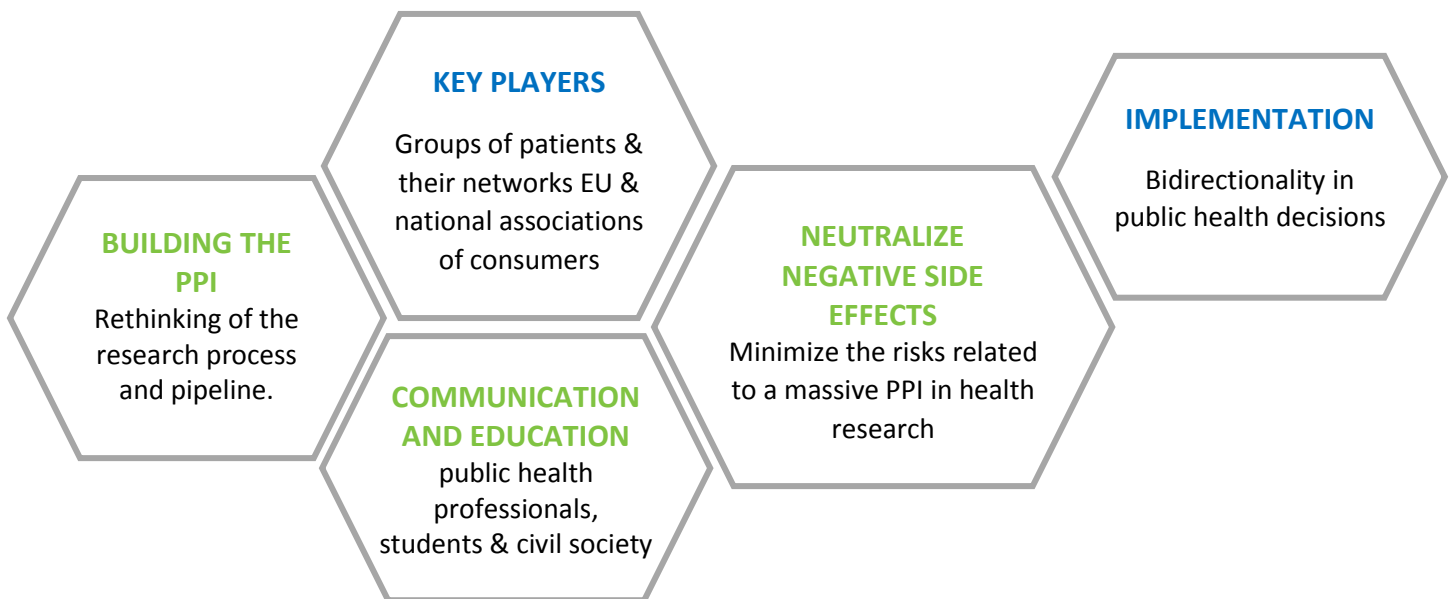 KEY PLAYERS
Groups of patients &
their networks EU &
national associations
of consumers
IMPLEMENTATION
Bidirectionality in
public health decisions
BUILDING THE
PPI
Rethinking of the
research process
and pipeline.
NEUTRALIZE
NEGATIVE SIDE
EFFECTS
Minimize the risks related
to a massive PPI in health
research
COMMUNICATION
AND EDUCATION
public health
professionals,
students & civil society